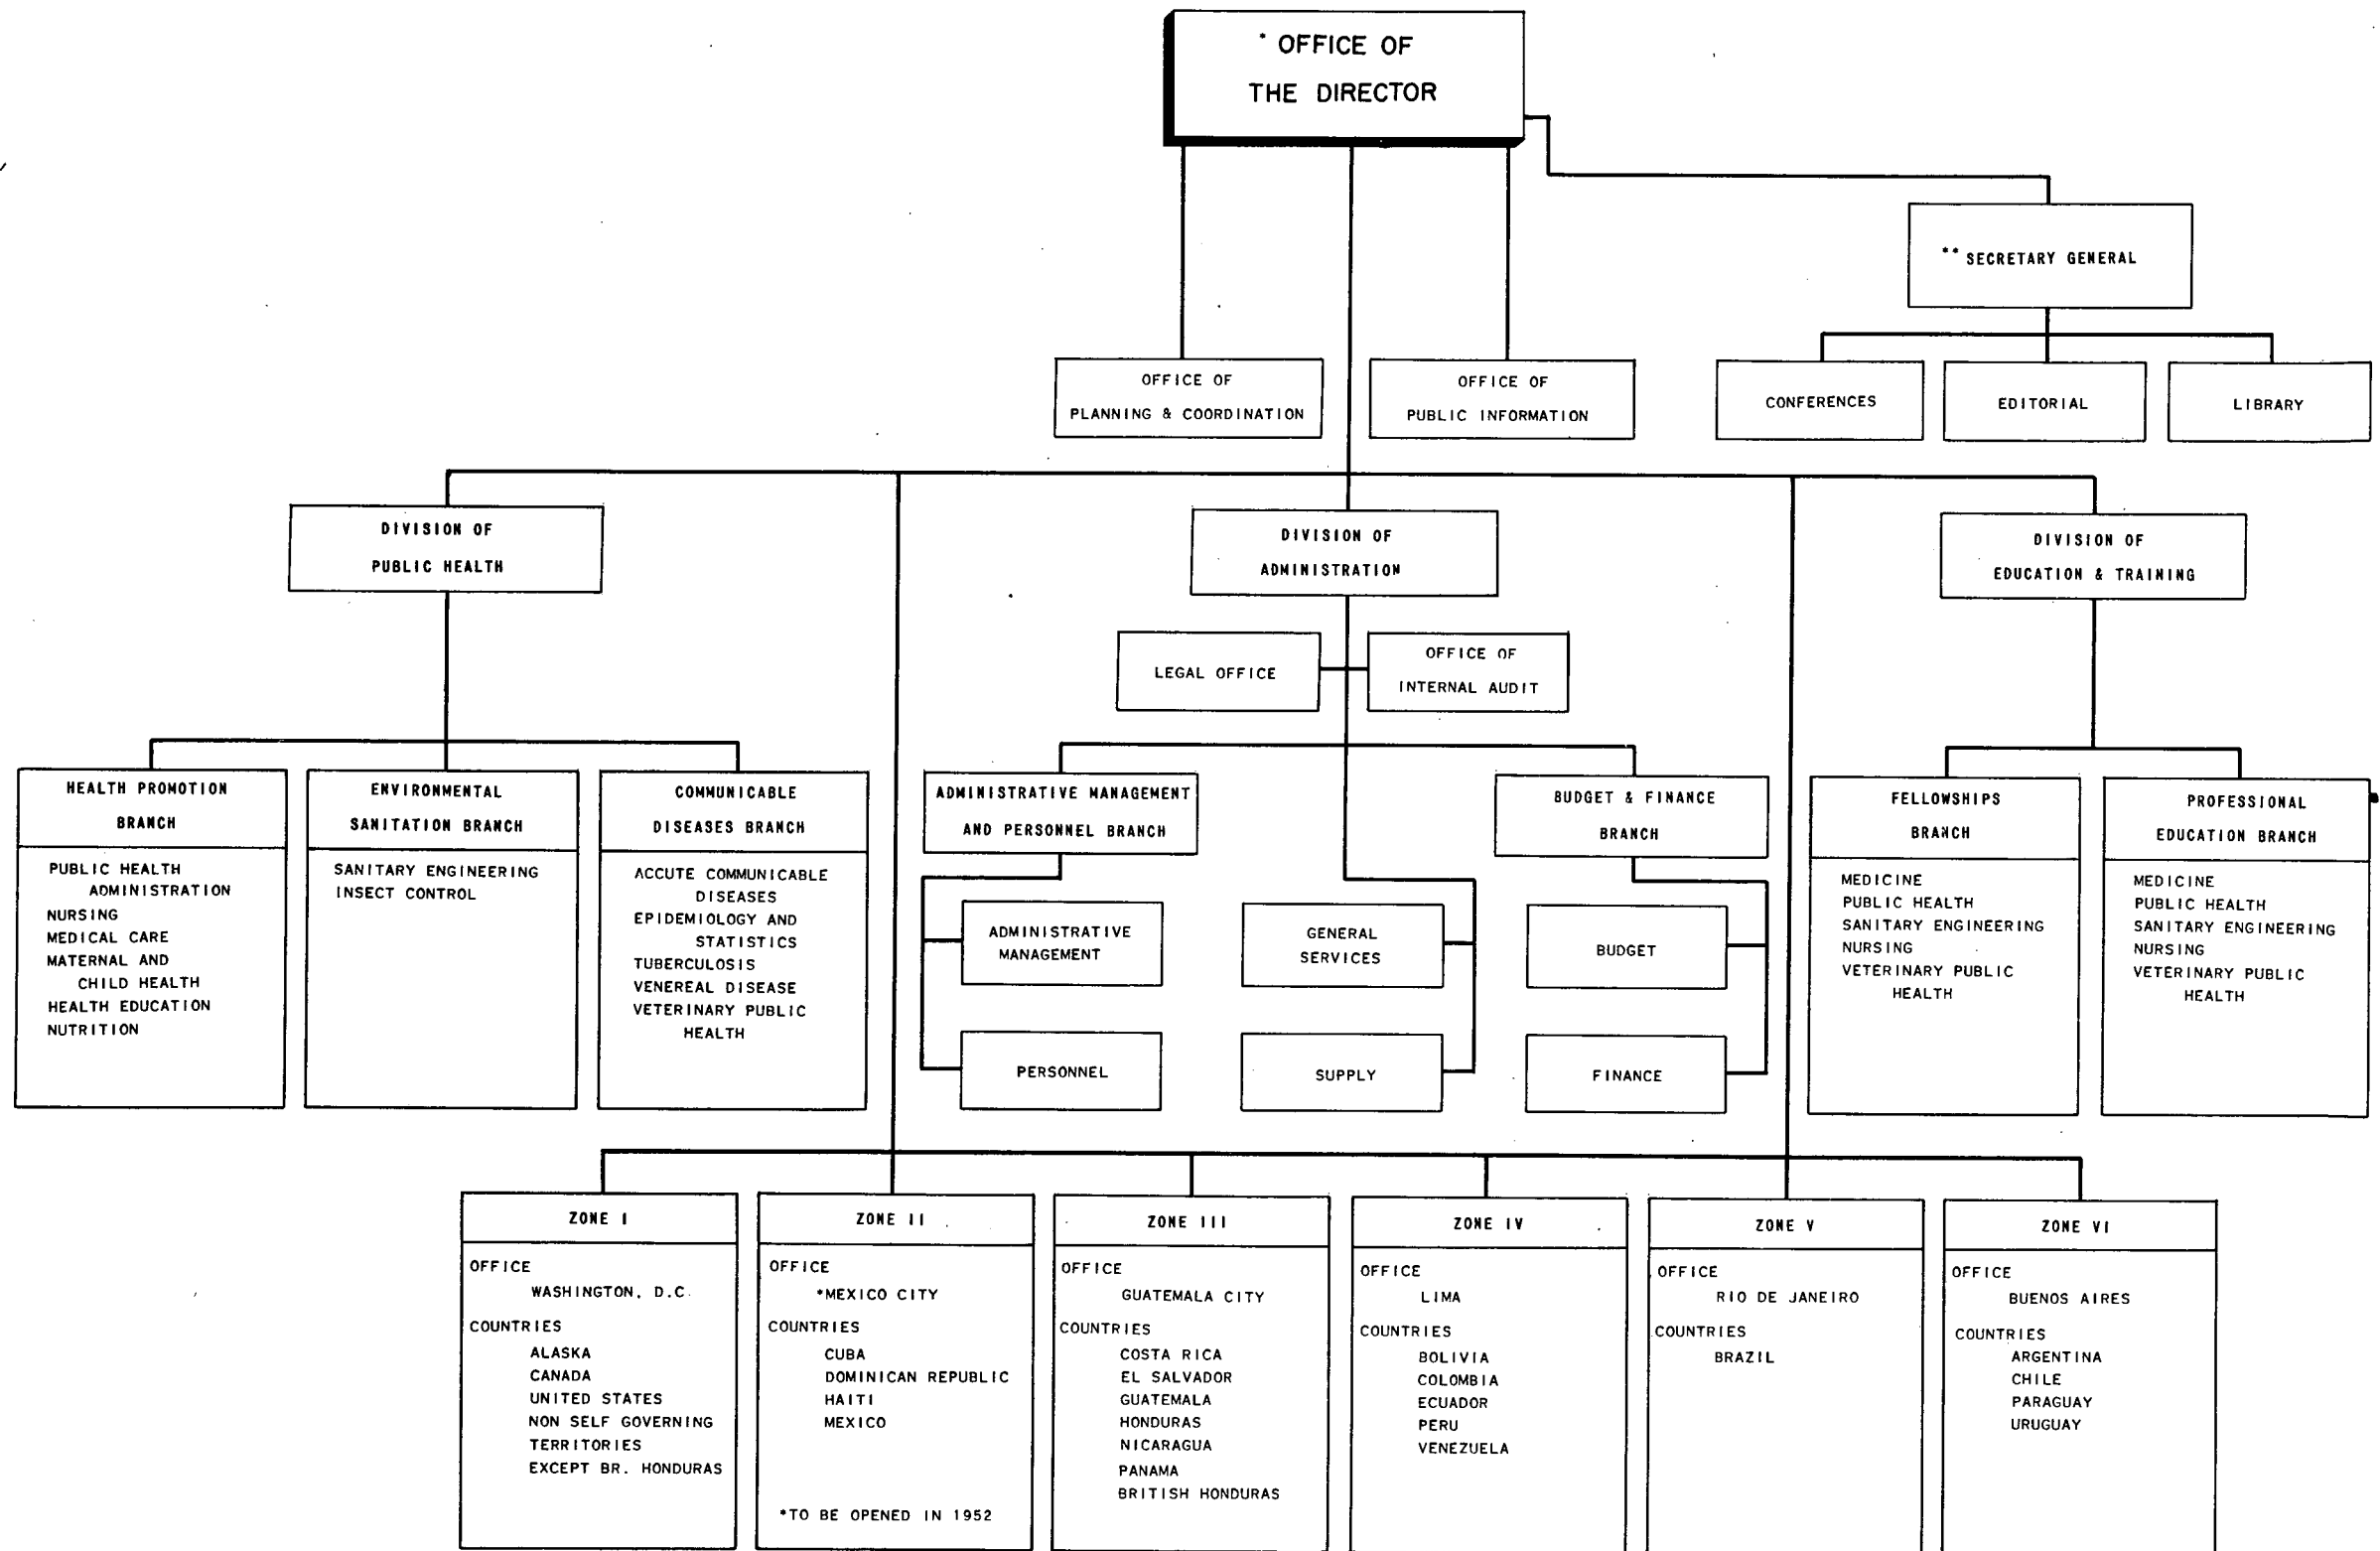 * OFFICE OF
THE DIRECTOR
** SECRETARY GENERAL
OFFICE OF
PLANNING & COORDINATION
OFFICE OF
PUBLIC INFORMATION
CONFERENCES
EDITORIAL
LIBRARY
DIVISION OF
PUBLIC HEALTH
DIVISION OF
ADMINISTRATION
DIVISION OF
EDUCATION & TRAINING
LEGAL OFFICE
OFFICE OF
INTERNAL AUDIT
HEALTH PROMOTION
BRANCH
PUBLIC HEALTH
ADMINISTRATION
NURSING
MEDICAL CARE
MATERNAL AND
CHILD HEALTH
HEALTH EDUCATION
NUTRITION
ENVIRONMENTAL
SANITATION BRANCH
SANITARY ENGINEERING
INSECT CONTROL
COMMUNICABLE
DISEASES BRANCH
ACCUTE COMMUNICABLE
DISEASES
EPIDEMIOLOGY AND
STATISTICS
TUBERCULOSIS
VENEREAL DISEASE
VETERINARY PUBLIC
HEALTH
ADMINISTRATIVE MANAGEMENT
AND PERSONNEL BRANCH
ADMINISTRATIVE
MANAGEMENT
PERSONNEL
GENERAL
SERVICES
SUPPLY
BUDGET & FINANCE
BRANCH
BUDGET
FINANCE
FELLOWSHIPS
BRANCH
MEDICINE
PUBLIC HEALTH
SANITARY ENGINEERING
NURSING
VETERINARY PUBLIC
HEALTH
PROFESSIONAL
EDUCATION BRANCH
MEDICINE
PUBLIC HEALTH
SANITARY ENGINEERING
NURSING
VETERINARY PUBLIC
HEALTH
ZONE I
OFFICE
WASHINGTON, D.C.
COUNTRIES
ALASKA
CANADA
UNITED STATES
NON SELF GOVERNING
TERRITORIES
EXCEPT BR. HONDURAS
ZONE II
OFFICE
*MEXICO CITY
COUNTRIES
CUBA
DOMINICAN REPUBLIC
HAITI
MEXICO
*TO BE OPENED IN 1952
ZONE III
OFFICE
GUATEMALA CITY
COUNTRIES
COSTA RICA
EL SALVADOR
GUATEMALA
HONDURAS
NICARAGUA
PANAMA
BRITISH HONDURAS
ZONE IV
OFFICE
LIMA
COUNTRIES
BOLIVIA
COLOMBIA
ECUADOR
PERU
VENEZUELA
ZONE V
OFFICE
RIO DE JANEIRO
COUNTRIES
BRAZIL
ZONE VI
OFFICE
BUENOS AIRES
COUNTRIES
ARGENTINA
CHILE
PARAGUAY
URUGUAY